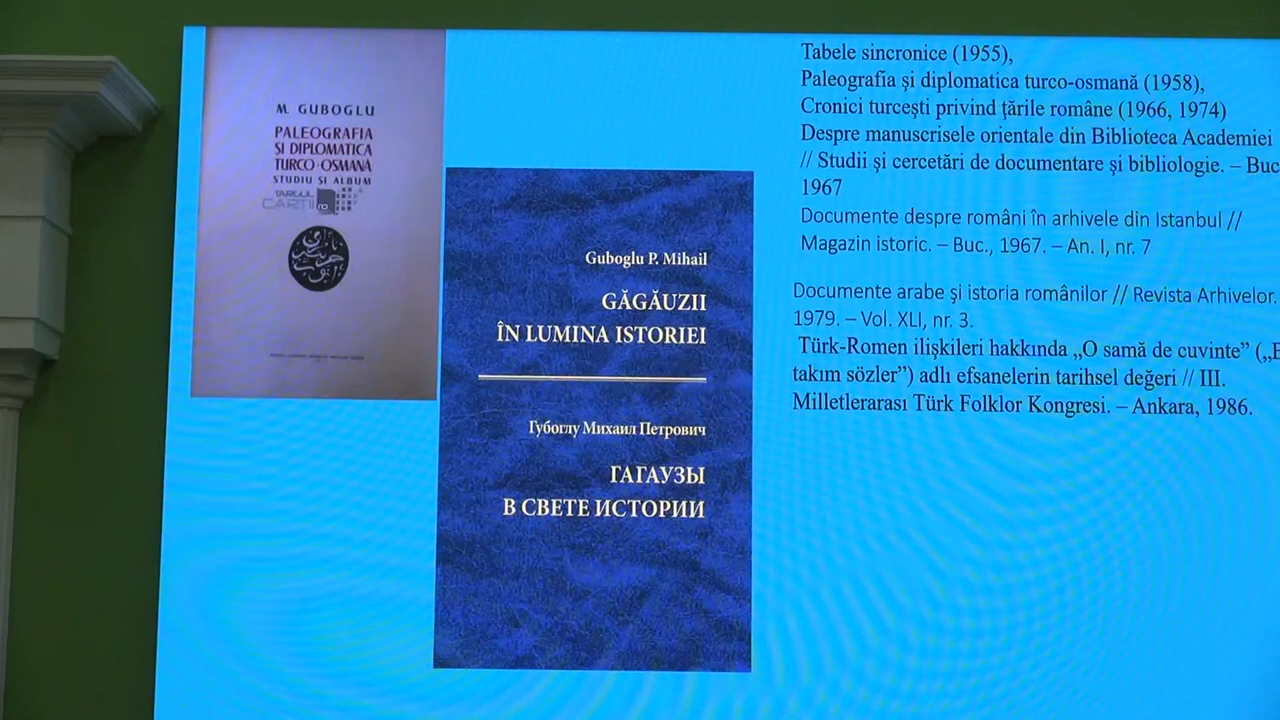 M. GUBOGLU
PALEOGRAFIA
ȘI DIPLOMATICA
TURCO-OSMANĂ
STUDIU ȘI ALBUM
TARGUL
CARTII.ro
Guboglu P. Mihail
GĂGĂUZII
ÎN LUMINA ISTORIEI
Губоглу Михаил Петрович
ГАГАУЗЫ
В СВЕТЕ ИСТОРИИ
Tabele sincronice (1955),
Paleografia şi diplomatica turco-osmană (1958),
Cronici turceşti privind ţările române (1966, 1974)
Despre manuscrisele orientale din Biblioteca Academiei
// Studii şi cercetări de documentare şi bibliologie. – Buc
1967
Documente despre români în arhivele din Istanbul //
Magazin istoric. – Buc., 1967. – An. I, nr. 7
Documente arabe şi istoria românilor // Revista Arhivelor.
1979. – Vol. XLI, nr. 3.
Türk-Romen ilişkileri hakkında „O samă de cuvinte” („B
takım sözler”) adlı efsanelerin tarihsel değeri // III.
Milletlerarası Türk Folklor Kongresi. – Ankara, 1986.